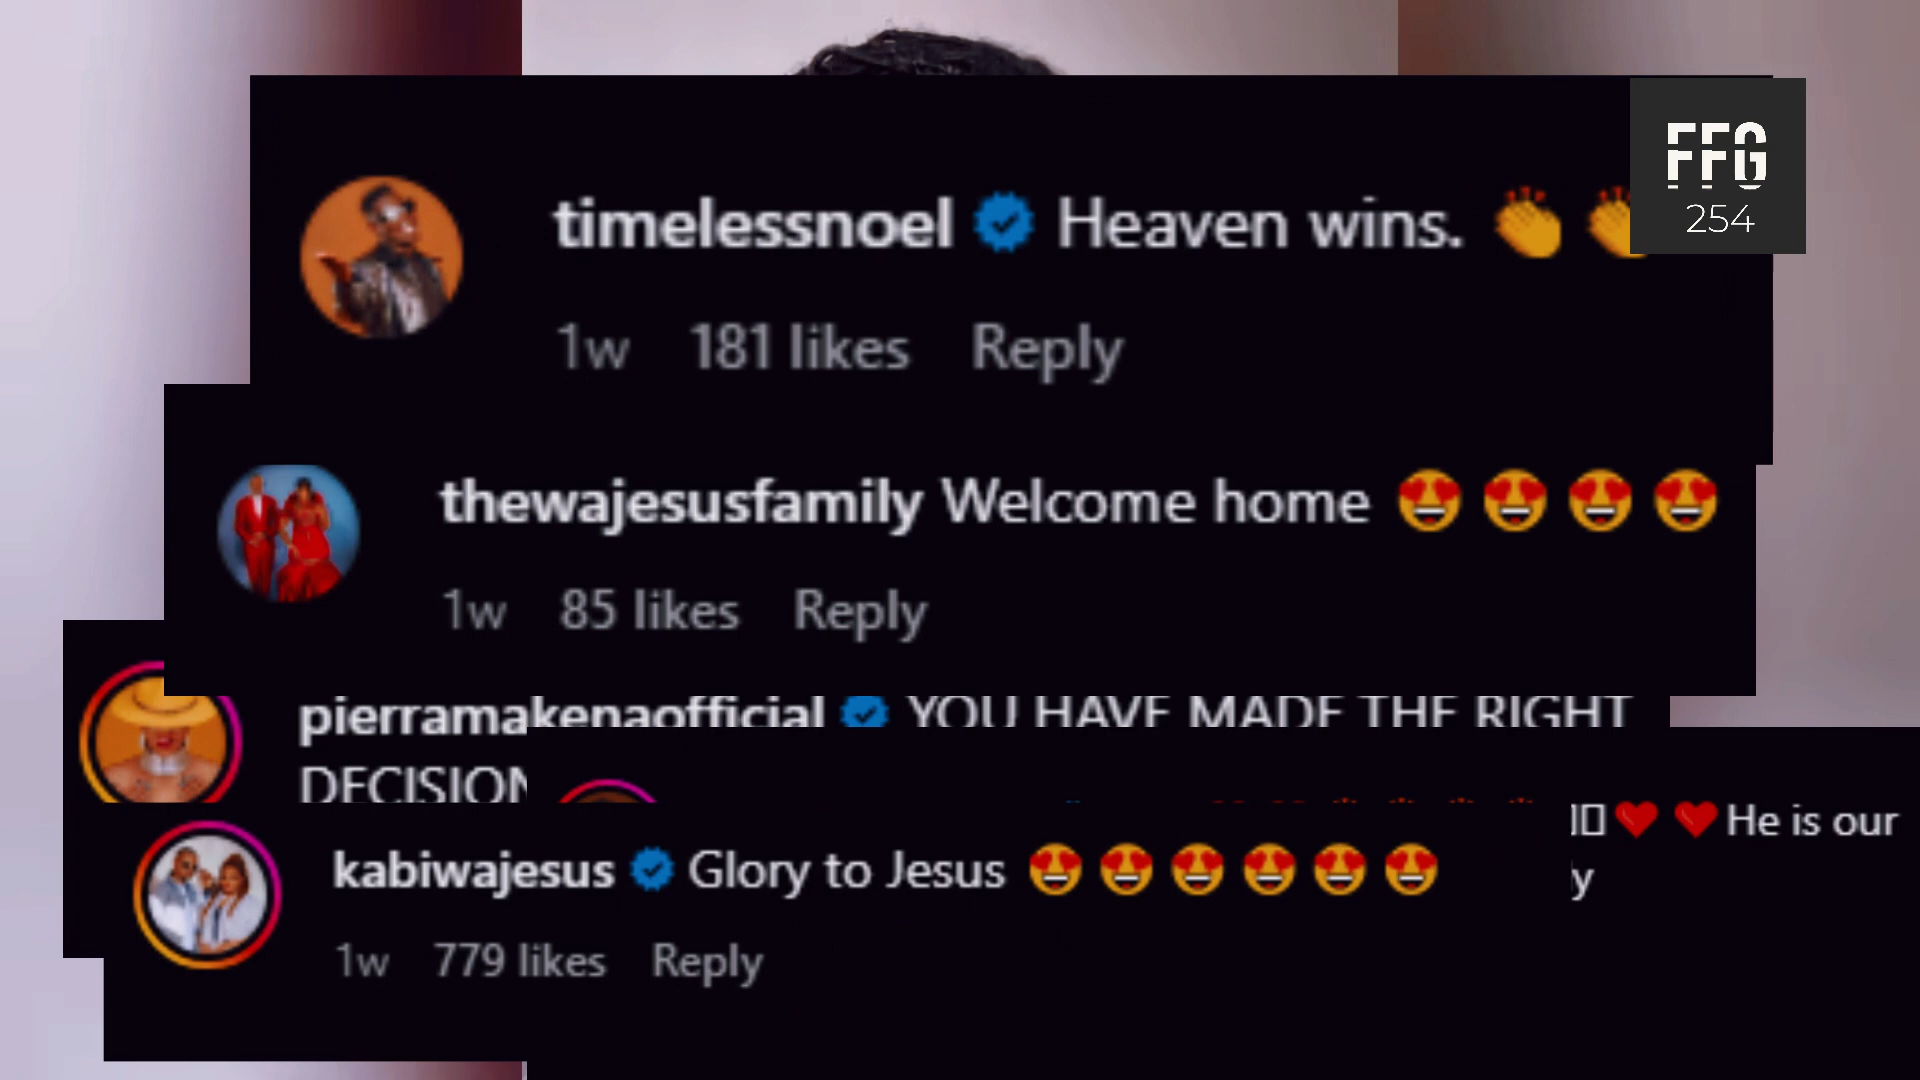 FFG
254
timelessnoel Heaven wins. 👏 👏
1w 181 likes Reply
thewajesusfamily Welcome home 😍 😍 😍 😍
1w 85 likes Reply
pierramakenaofficial YOU HAVE MADE THE RIGHT
DECISION
❤️ ❤️ He is our
kabiwajesus Glory to Jesus 😍 😍 😍 😍 😍 😍
1w 779 likes Reply